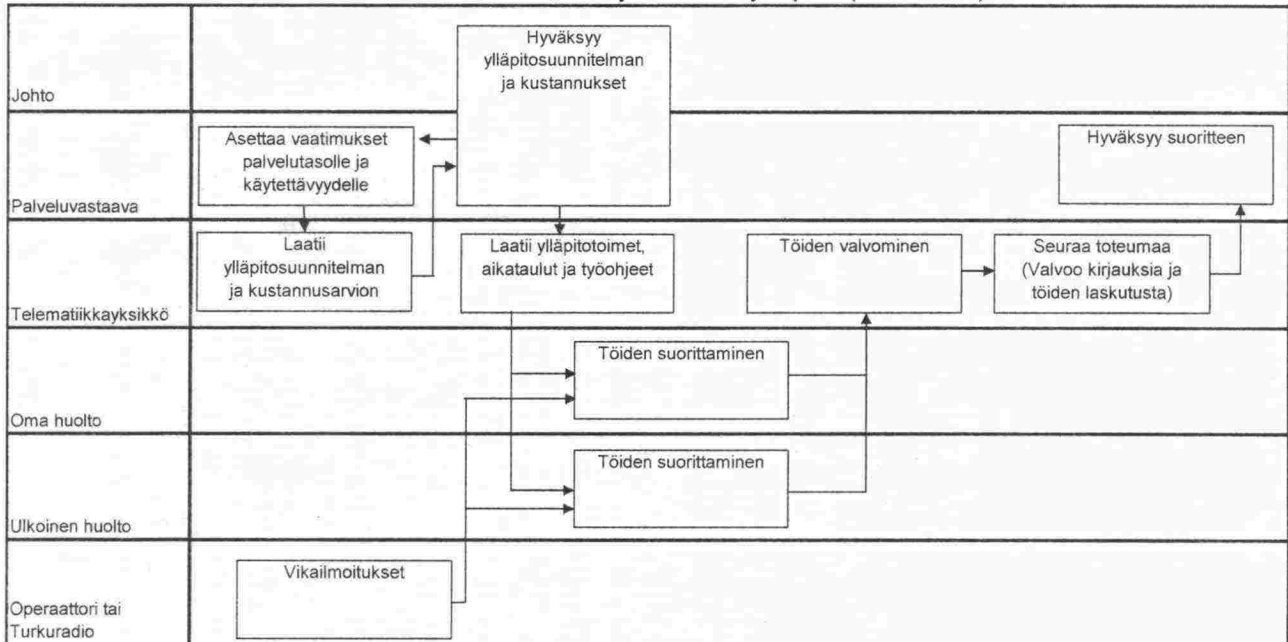 Hyväksyy
ylläpitosuunnitelman
ja kustannukset
Johto
Asettaa vaatimukset
palvelutasolle ja
käytettävyydelle
Hyväksyy suoritteen
Palveluvastaava
Laatii
ylläpitosuunnitelman
ja kustannusarvion
Laatii ylläpitotoimet,
aikataulut ja työohjeet
Töiden valvominen
Seuraa toteumaa
(Valvoo kirjauksia ja
töiden laskutusta)
Telematiikkayksikkö
Töiden suorittaminen
Oma huolto
Töiden suorittaminen
Ulkoinen huolto
Vikailmoitukset
Operaattori tai
Turkuradio